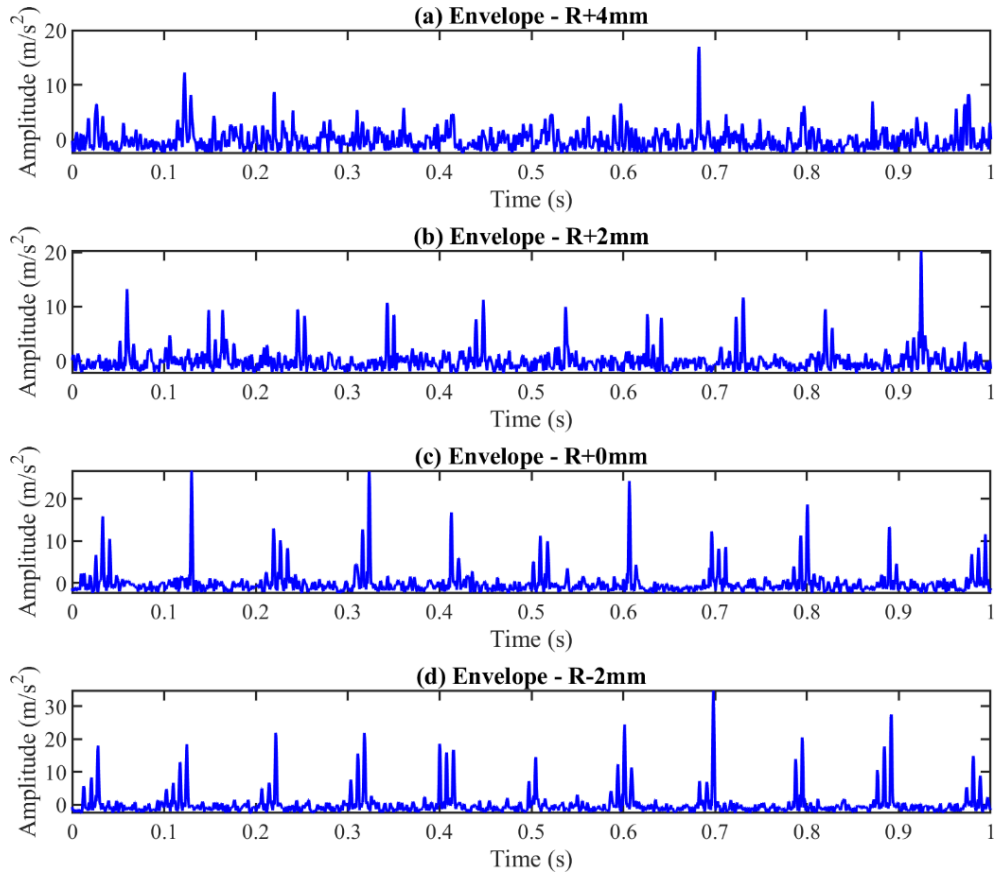 (a) Envelope - R+4mm
Amplitude (m/s²)
20
10
0
0 0.1 0.2 0.3 0.4 0.5 0.6 0.7 0.8 0.9 1
Time (s)
(b) Envelope - R+2mm
Amplitude (m/s²)
20
10
0
0 0.1 0.2 0.3 0.4 0.5 0.6 0.7 0.8 0.9 1
Time (s)
(c) Envelope - R+0mm
Amplitude (m/s²)
20
10
0
0 0.1 0.2 0.3 0.4 0.5 0.6 0.7 0.8 0.9 1
Time (s)
(d) Envelope - R-2mm
Amplitude (m/s²)
30
20
10
0
0 0.1 0.2 0.3 0.4 0.5 0.6 0.7 0.8 0.9 1
Time (s)